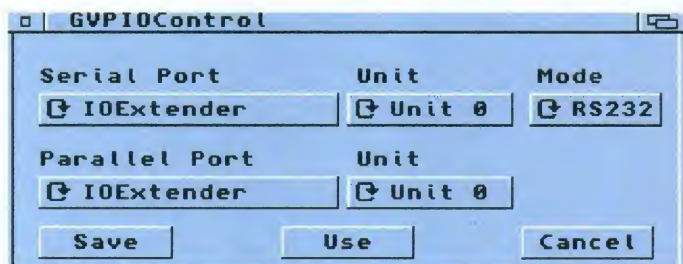 GVPIOControl
Serial Port Unit Mode
IOExtender Unit 0 RS232
Parallel Port Unit
IOExtender Unit 0
Save Use Cancel